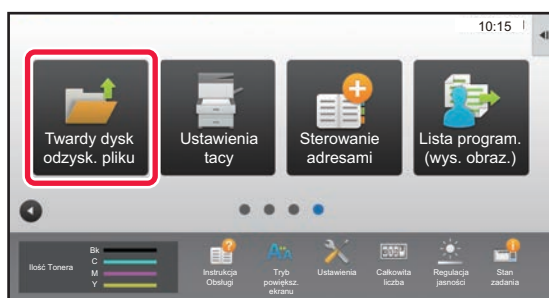 10:15
Twardy dysk
odzysk. pliku
Ustawienia
tacy
Sterowanie
adresami
Lista program.
(wys. obraz.)
Ilość Tonera
Bk
C
M
Y
Instrukcja
Obsługi
Tryb
powiększ.
ekranu
Ustawienia
Całkowita
liczba
Regulacja
jasności
Stan
zadania